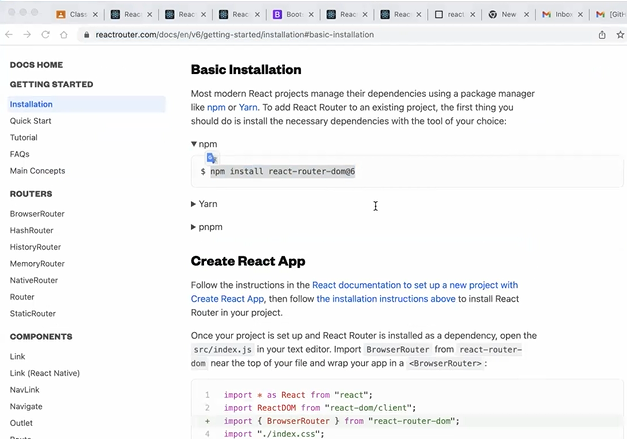 Class
React
React
React
Boots
React
React
react
New
Inbox
[GitH
reactrouter.com/docs/en/v6/getting-started/installation#basic-installation
DOCS HOME
GETTING STARTED
Installation
Quick Start
Tutorial
FAQs
Main Concepts
ROUTERS
BrowserRouter
HashRouter
HistoryRouter
MemoryRouter
NativeRouter
Router
StaticRouter
COMPONENTS
Link
Link (React Native)
NavLink
Navigate
Outlet
Basic Installation
Most modern React projects manage their dependencies using a package manager
like npm or Yarn. To add React Router to an existing project, the first thing you
should do is install the necessary dependencies with the tool of your choice:
npm
$ npm install react-router-dom@6
Yarn
pnpm
Create React App
Follow the instructions in the React documentation to set up a new project with
Create React App, then follow the installation instructions above to install React
Router in your project.
Once your project is set up and React Router is installed as a dependency, open the
src/index.js in your text editor. Import BrowserRouter from react-router-
dom near the top of your file and wrap your app in a <BrowserRouter> :
1 import * as React from "react";
2 import ReactDOM from "react-dom/client";
+ import { BrowserRouter } from "react-router-dom";
4 import "./index.css";